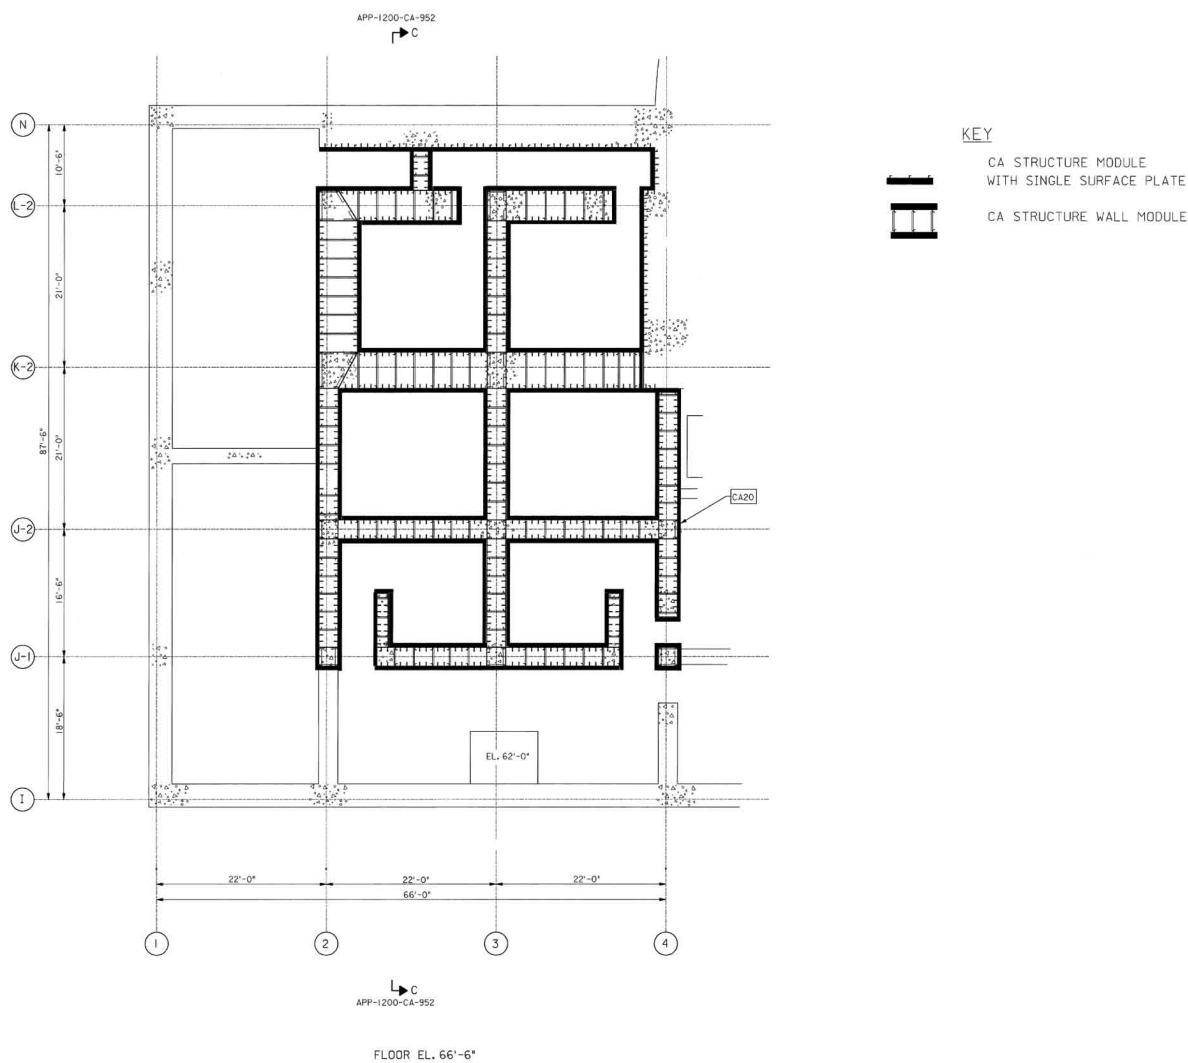 APP-1200-CA-952
C
N
KEY
CA STRUCTURE MODULE
WITH SINGLE SURFACE PLATE
10'-6"
L-2
CA STRUCTURE WALL MODULE
21'-0"
K-2
87'-6"
21'-0"
CA20
J-2
16'-6"
J-1
18'-6"
EL. 62'-0"
I
22'-0"
22'-0"
22'-0"
66'-0"
1
2
3
4
C
APP-1200-CA-952
FLOOR EL. 66'-6"